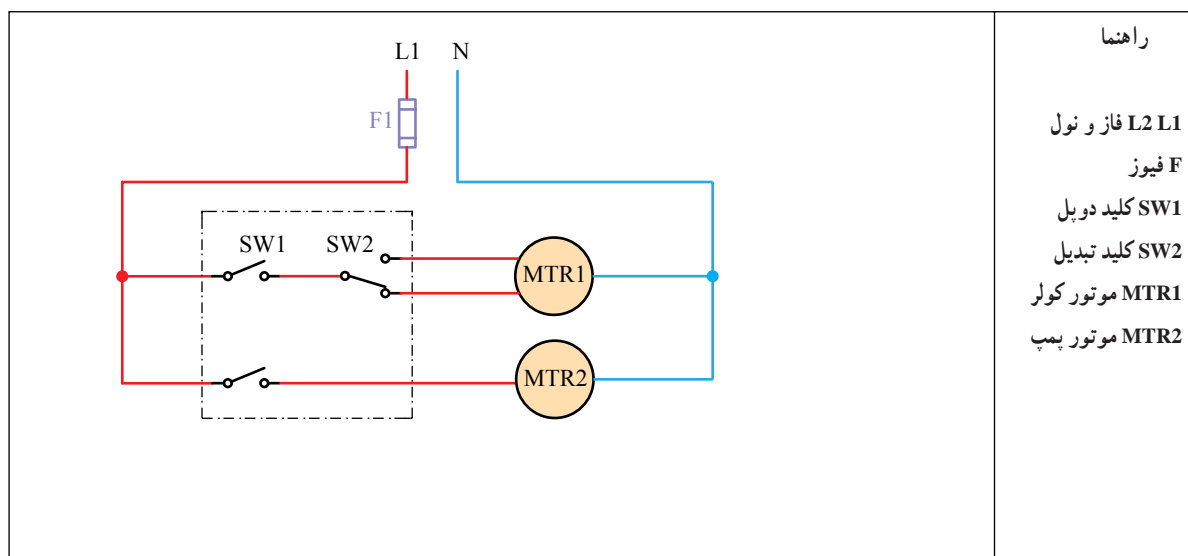 L1 N
F1
SW1 SW2
MTR1
MTR2
راهنما
L2 L1 فاز و نول
F فیوز
SW1 کلید دوپل
SW2 کلید تبدیل
MTR1 موتور کولر
MTR2 موتور پمپ